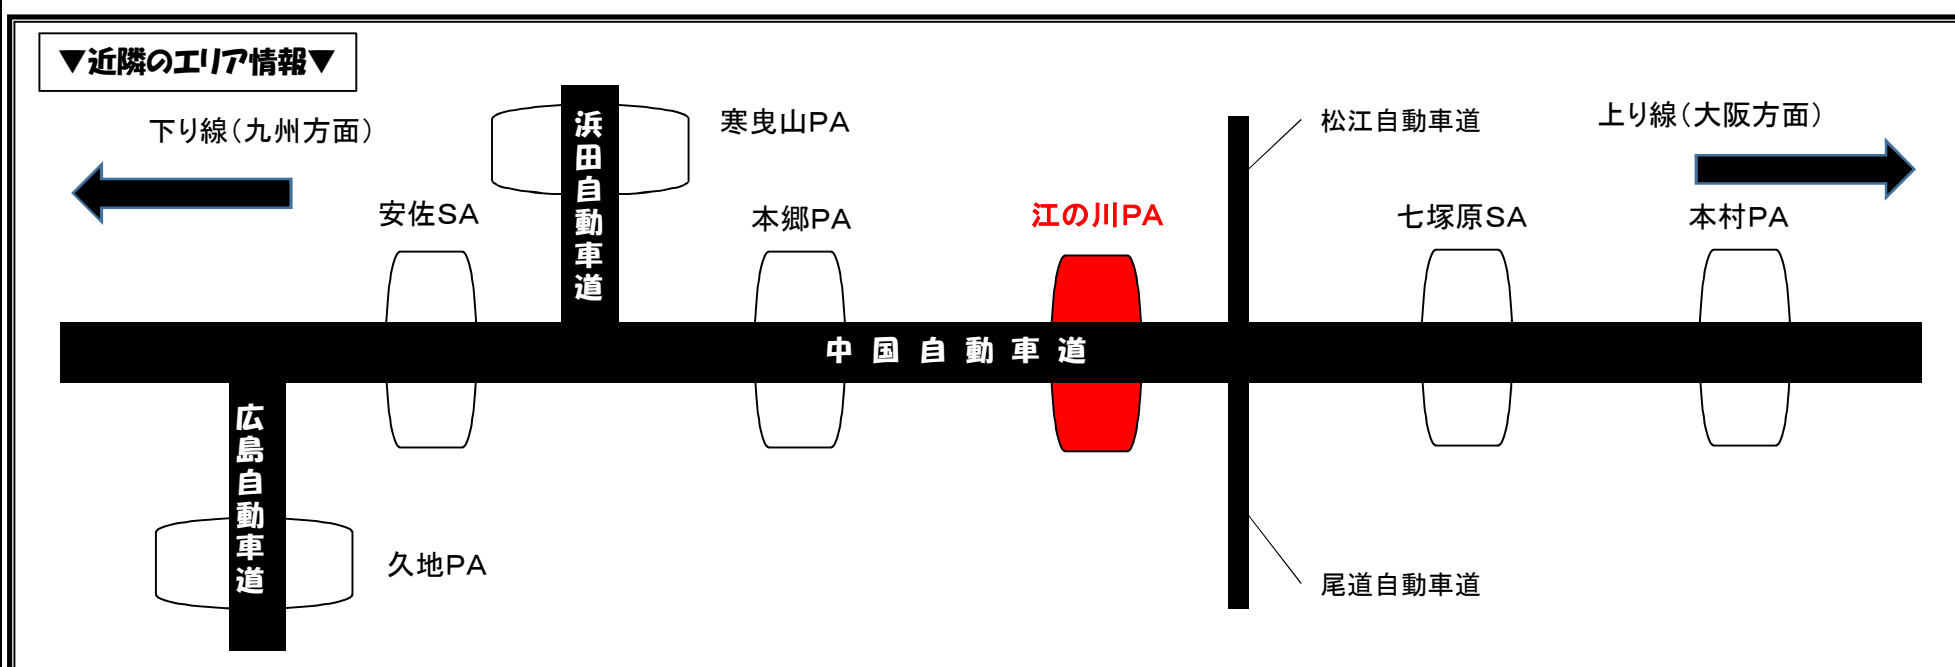 ▼近隣のエリア情報▼
下り線（九州方面）
上り線（大阪方面）
寒曳山PA
松江自動車道
浜田自動車道
安佐SA
本郷PA
江の川PA
七塚原SA
本村PA
中国自動車道
広島自動車道
久地PA
尾道自動車道